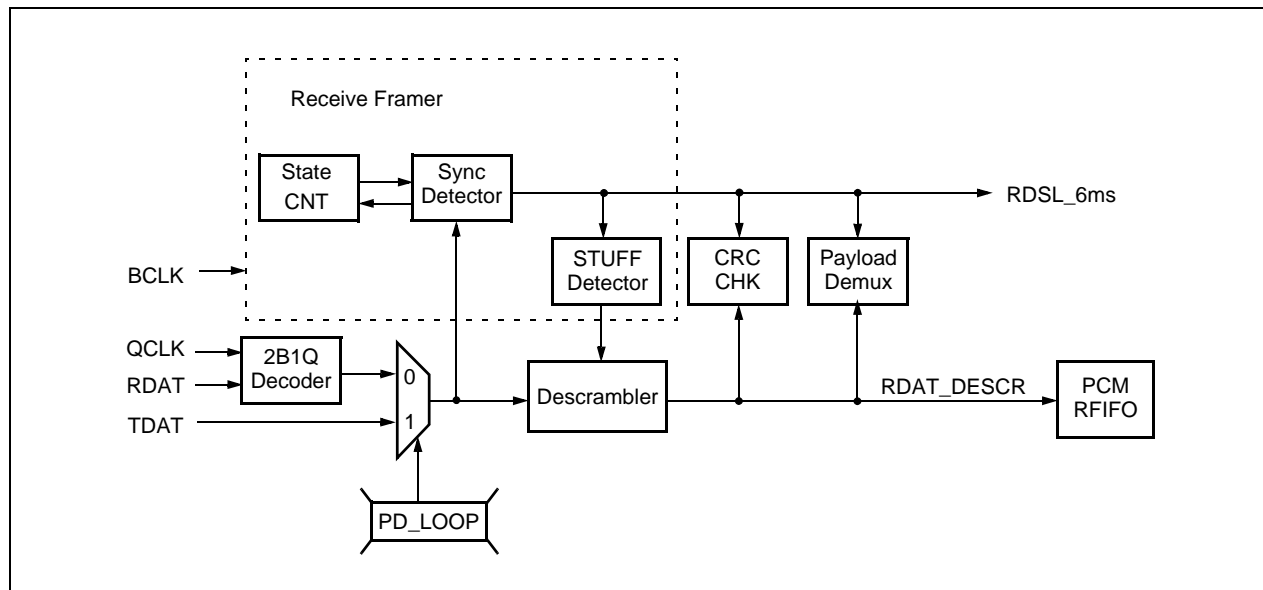 Receive Framer
State
CNT
Sync
Detector
RDSL_6ms
STUFF
Detector
CRC
CHK
Payload
Demux
BCLK
QCLK
RDAT
TDAT
2B1Q
Decoder
0
1
Descrambler
RDAT_DESCR
PCM
RFIFO
PD_LOOP